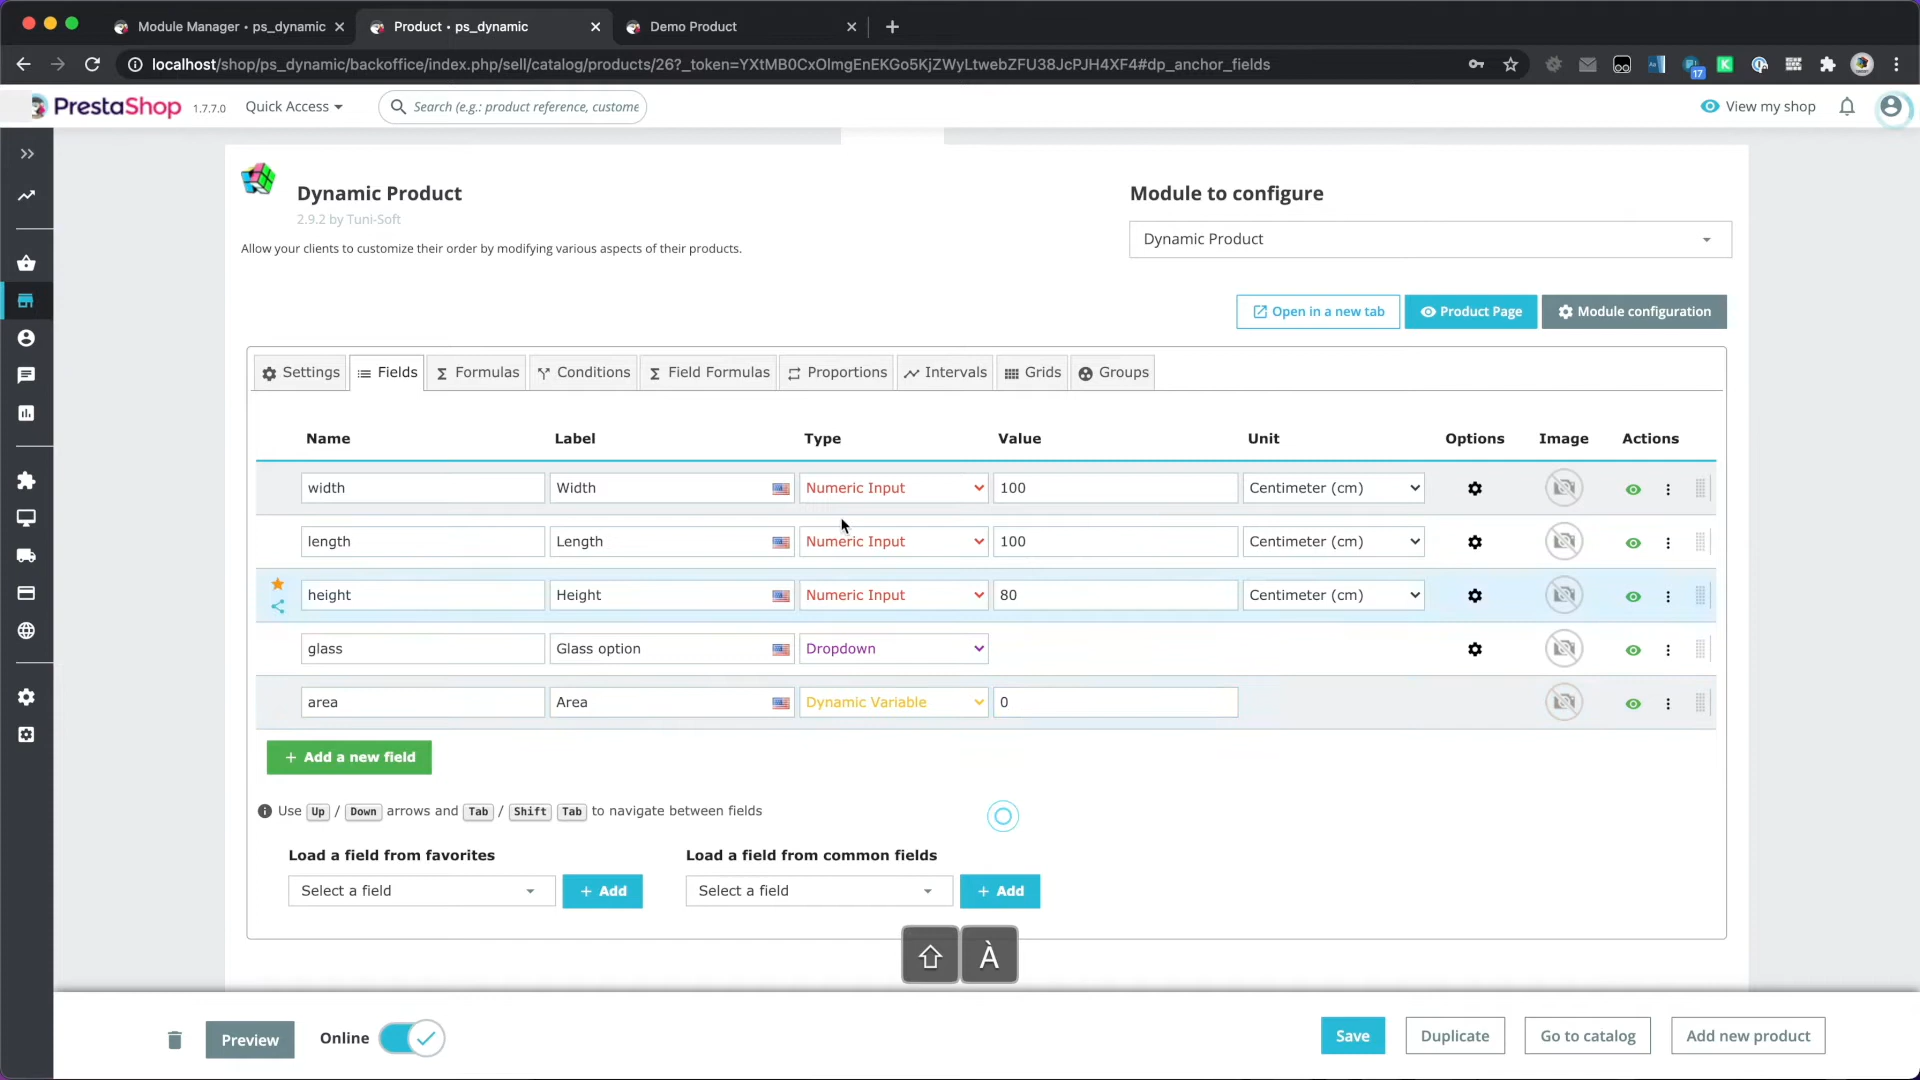 Module Manager • ps_dynamic
Product • ps_dynamic
Demo Product
localhost/shop/ps_dynamic/backoffice/index.php/sell/catalog/products/26?_token=YXtMB0CxOlmgEnEKGo5KjZWyLtwebZFU38JcPJH4XF4#dp_anchor_fields
17
PrestaShop 1.7.7.0
Quick Access
Search (e.g.: product reference, custome
View my shop
Dynamic Product
2.9.2 by Tuni-Soft
Allow your clients to customize their order by modifying various aspects of their products.
Module to configure
Dynamic Product
Open in a new tab
Product Page
Module configuration
Settings
Fields
Formulas
Conditions
Field Formulas
Proportions
Intervals
Grids
Groups
Name Label Type Value Unit Options Image Actions
width Width Numeric Input 100 Centimeter (cm)
length Length Numeric Input 100 Centimeter (cm)
height Height Numeric Input 80 Centimeter (cm)
glass Glass option Dropdown
area Area Dynamic Variable 0
+ Add a new field
Use Up / Down arrows and Tab / Shift Tab to navigate between fields
Load a field from favorites
Select a field
+ Add
Load a field from common fields
Select a field
+ Add
À
Preview
Online
Save
Duplicate
Go to catalog
Add new product